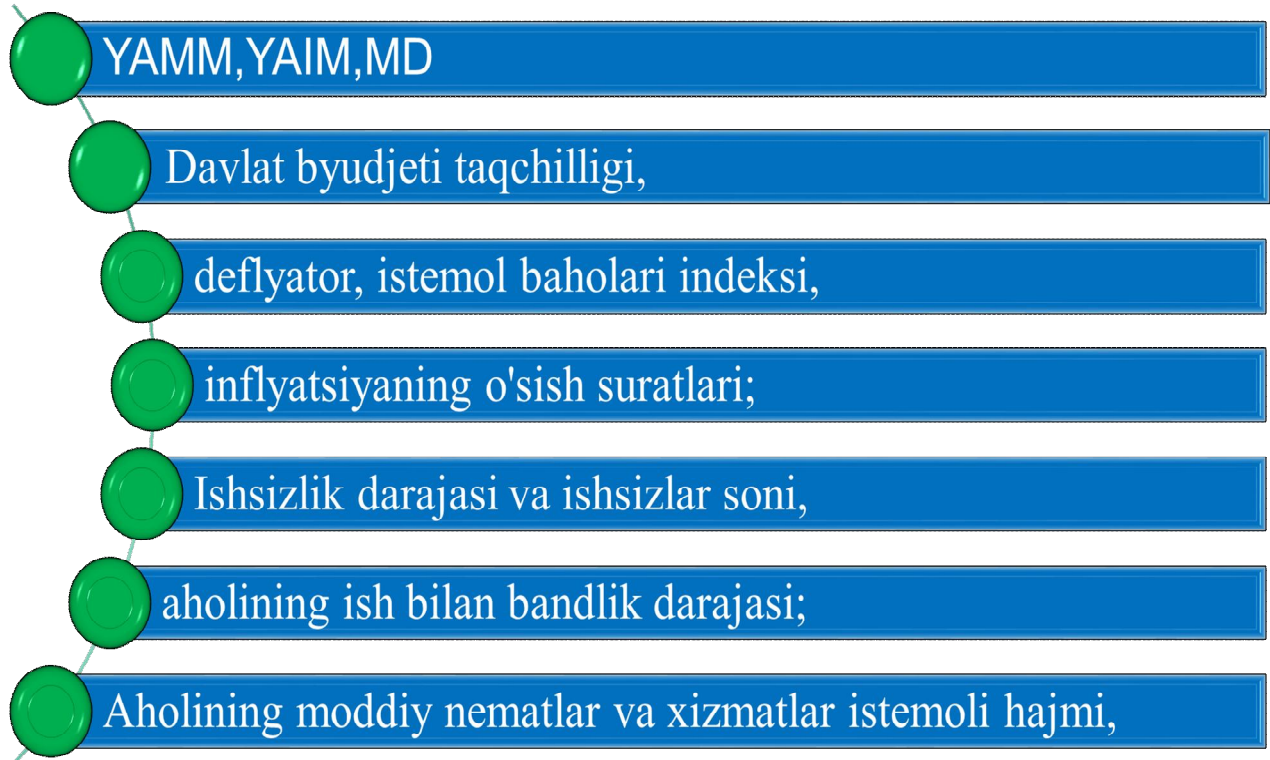 YAMM,YAIM,MD
Davlat byudjeti taqchilligi,
deflyator, istemol baholari indeksi,
inflyatsiyaning o'sish suratlari;
Ishsizlik darajasi va ishsizlar soni,
aholining ish bilan bandlik darajasi;
Aholining moddiy nematlar va xizmatlar istemoli hajmi,